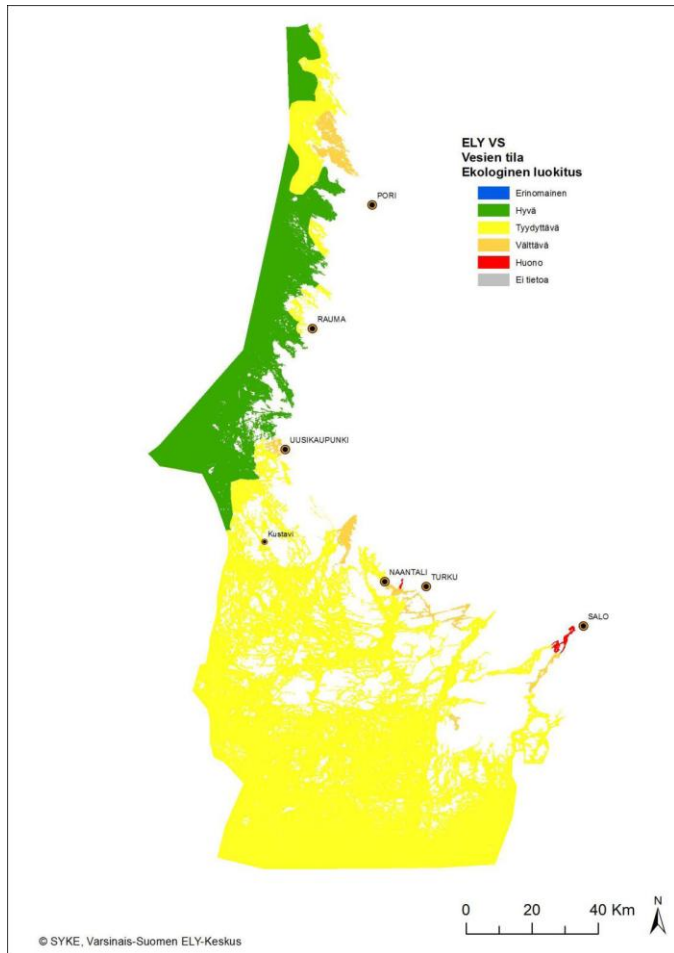 ELY VS
Vesien tila
Ekologinen luokitus
Erinomainen
Hyvä
Tyydyttävä
Välttävä
Huono
Ei tietoa
PORI
RAUMA
UUSIKAUPUNKI
Kustavi
NAANTALI
TURKU
SALO
N
0 20 40 Km
© SYKE, Varsinais-Suomen ELY-Keskus